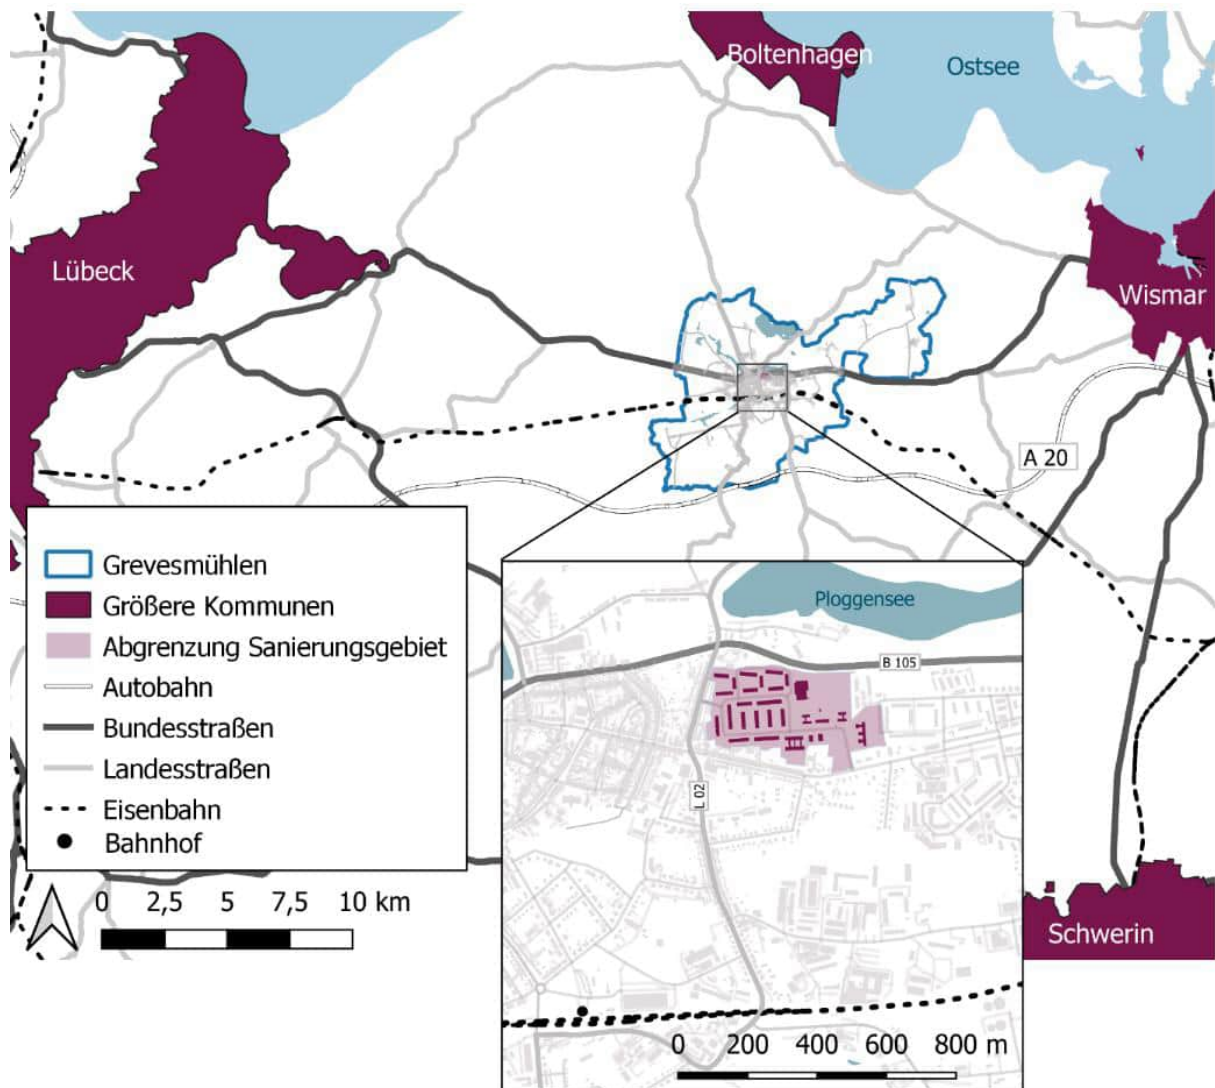 Boltenhagen
Ostsee
Lübeck
Wismar
A 20
Grevesmühlen
Größere Kommunen
Abgrenzung Sanierungsgebiet
Autobahn
Bundesstraßen
Landesstraßen
Eisenbahn
Bahnhof
0 2,5 5 7,5 10 km
Ploggensee
B 105
L 02
Schwerin
0 200 400 600 800 m